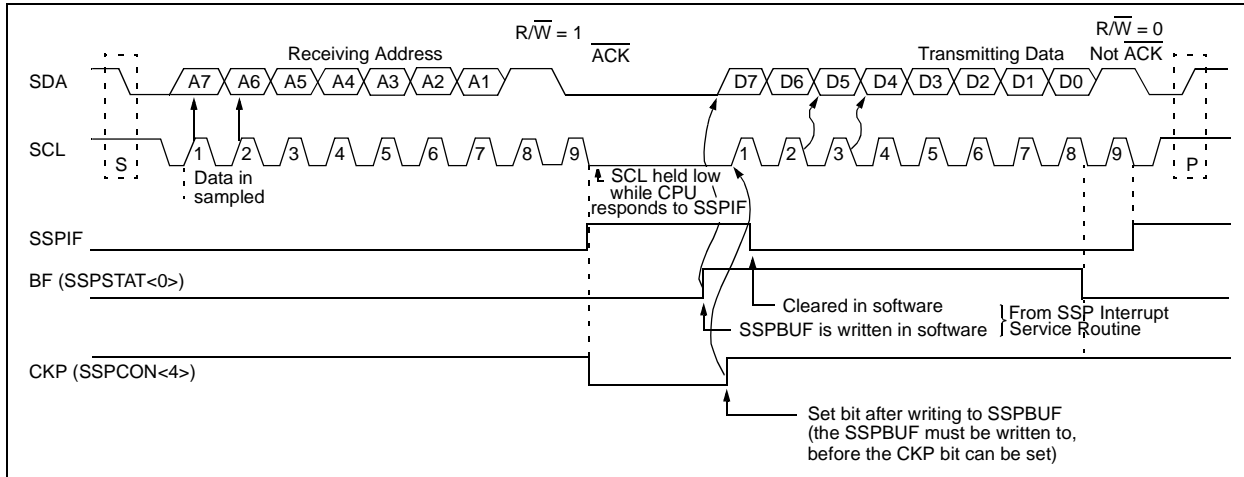 R/W = 1
R/W = 0
Receiving Address
ACK
Transmitting Data
Not ACK
SDA
A7 A6 A5 A4 A3 A2 A1
D7 D6 D5 D4 D3 D2 D1 D0
SCL
S
1 2 3 4 5 6 7 8 9
1 2 3 4 5 6 7 8 9
P
Data in
sampled
SCL held low
while CPU
responds to SSPIF
SSPIF
BF (SSPSTAT<0>)
Cleared in software
SSPBUF is written in software
From SSP Interrupt
Service Routine
CKP (SSPCON<4>)
Set bit after writing to SSPBUF
(the SSPBUF must be written to,
before the CKP bit can be set)